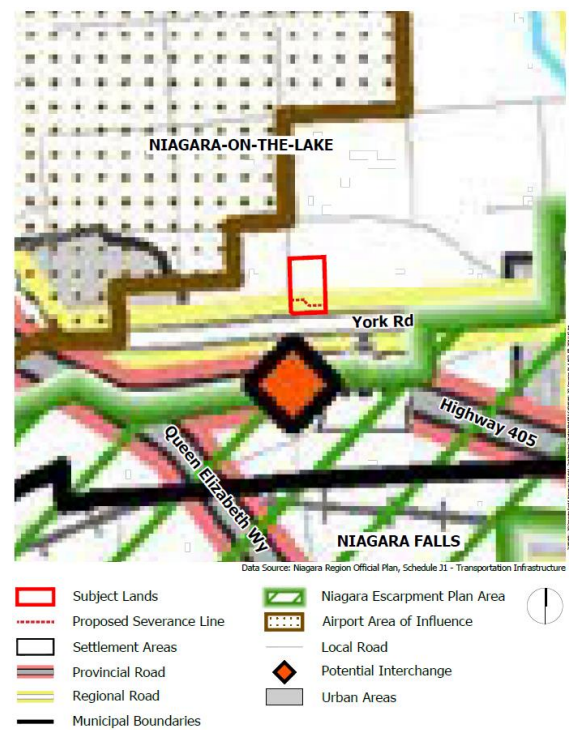 NIAGARA-ON-THE-LAKE
York Rd
Highway 405
Queen Elizabeth Wy
NIAGARA FALLS
Data Source: Niagara Region Official Plan, Schedule J1 - Transportation Infrastructure
Subject Lands
Proposed Severance Line
Settlement Areas
Provincial Road
Regional Road
Municipal Boundaries
Niagara Escarpment Plan Area
Airport Area of Influence
Local Road
Potential Interchange
Urban Areas